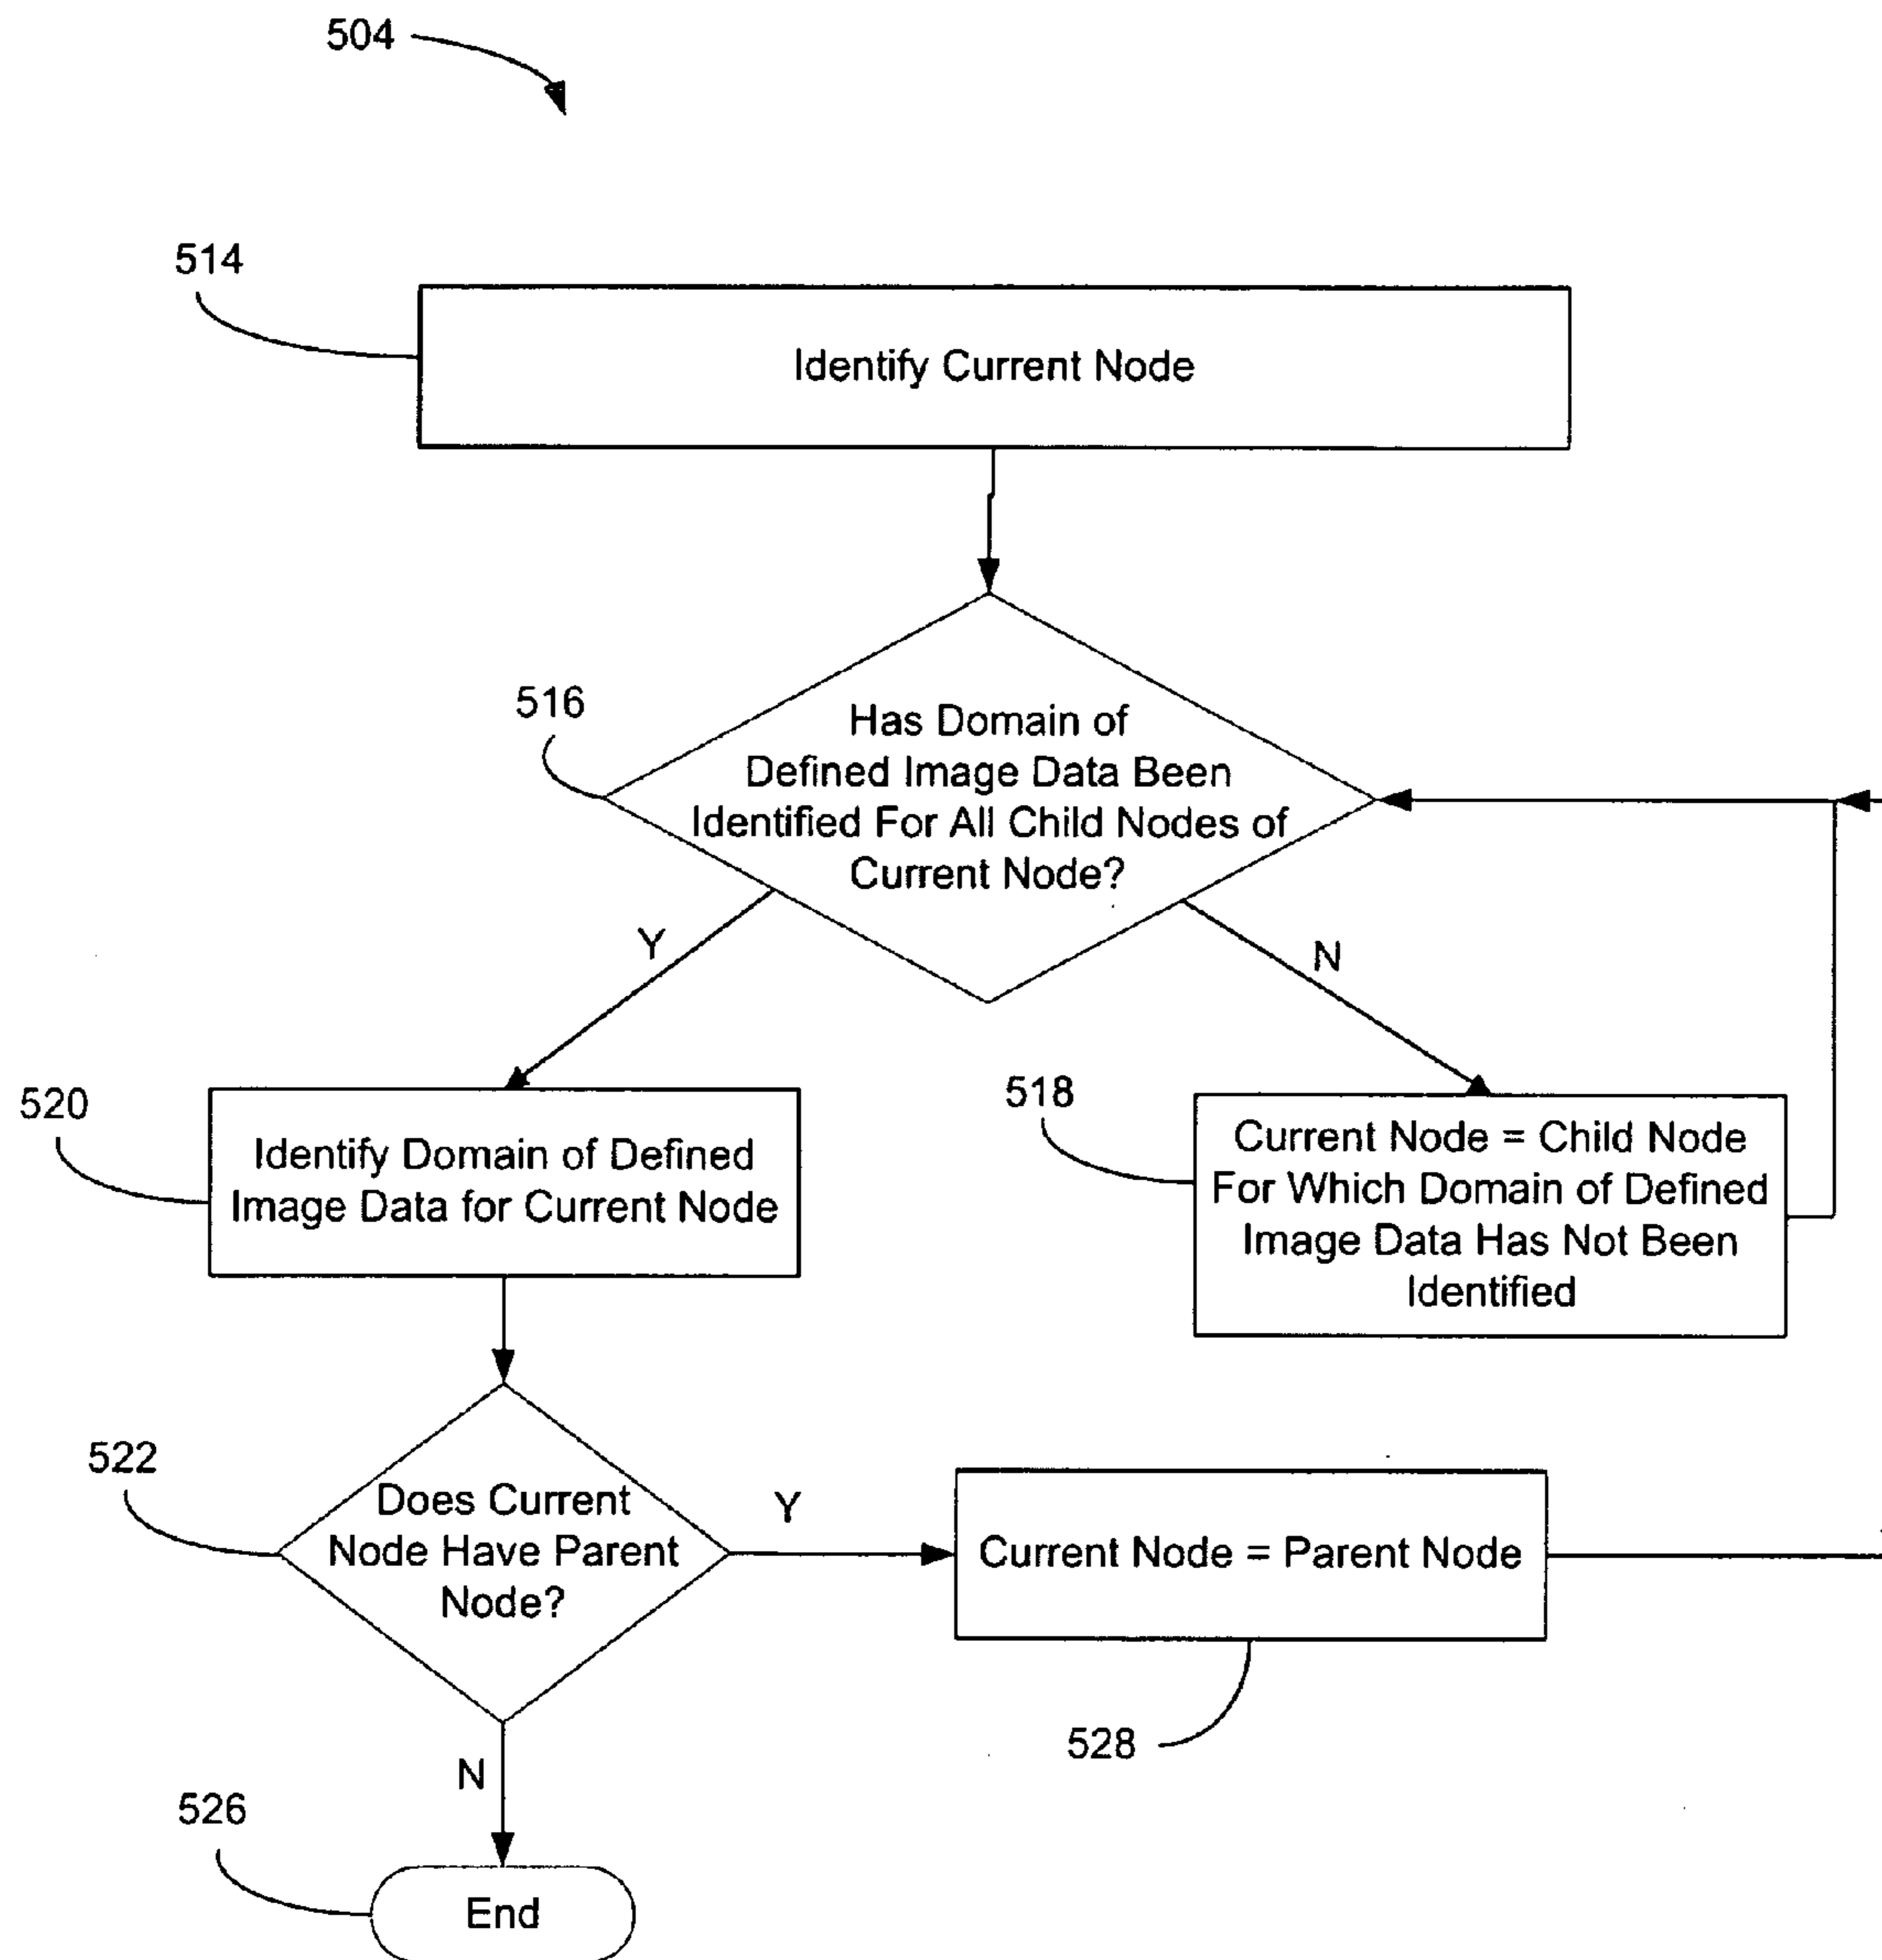 504
514
Identify Current Node
516
Has Domain of
Defined Image Data Been
Identified For All Child Nodes of
Current Node?
Y
N
520
Identify Domain of Defined
Image Data for Current Node
518
Current Node = Child Node
For Which Domain of Defined
Image Data Has Not Been
Identified
522
Does Current
Node Have Parent
Node?
Y
Current Node = Parent Node
528
N
526
End